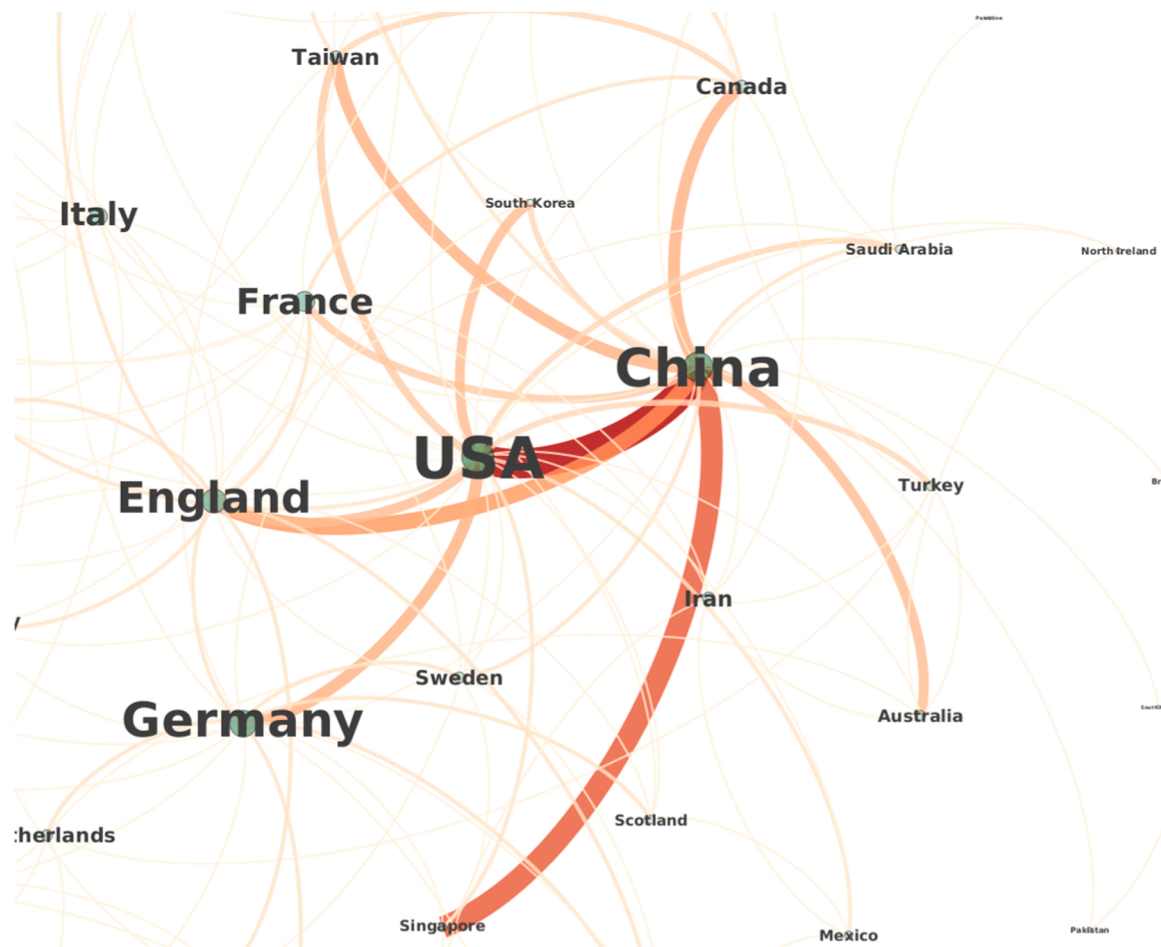 Palestine
Taiwan
Canada
South Korea
Italy
Saudi Arabia
North Ireland
France
China
USA
Turkey
England
Iran
Sweden
Australia
Germany
Scotland
therlands
Singapore
Pakistan
Mexico